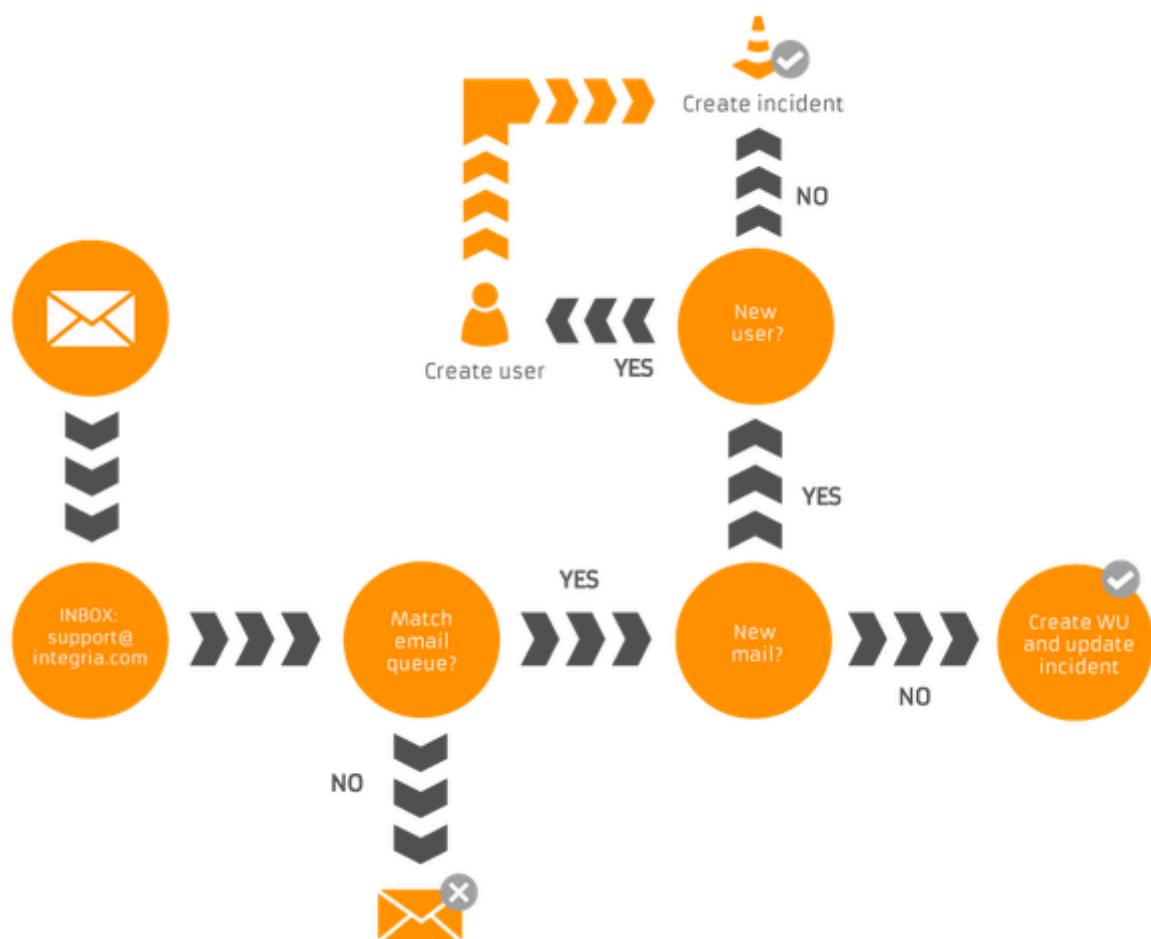 Create incident
NO
New
user?
YES
Create user
YES
INBOX:
support@
integria.com
Match
email
queue?
YES
New
mail?
NO
Create WU
and update
incident
NO